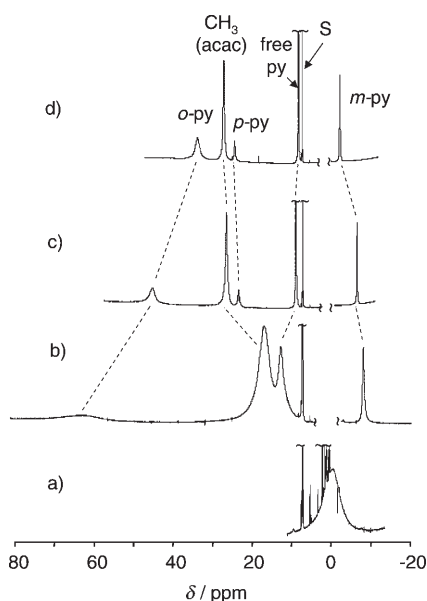 CH₃
(acac)
free
py
S
d)
o-py
p-py
m-py
c)
b)
a)
80 60 40 20 0 -20
δ / ppm